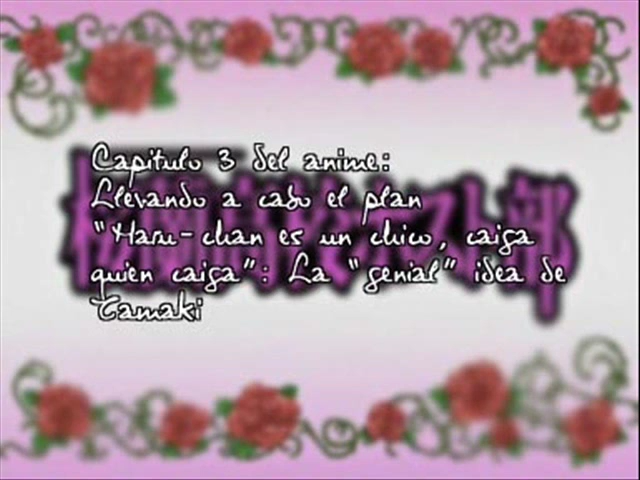 Capitulo 3 del anime:
Llevando a cabo el plan
"Haru-chan es un chico, caiga
quien caiga": La "genial" idea de
Tamaki